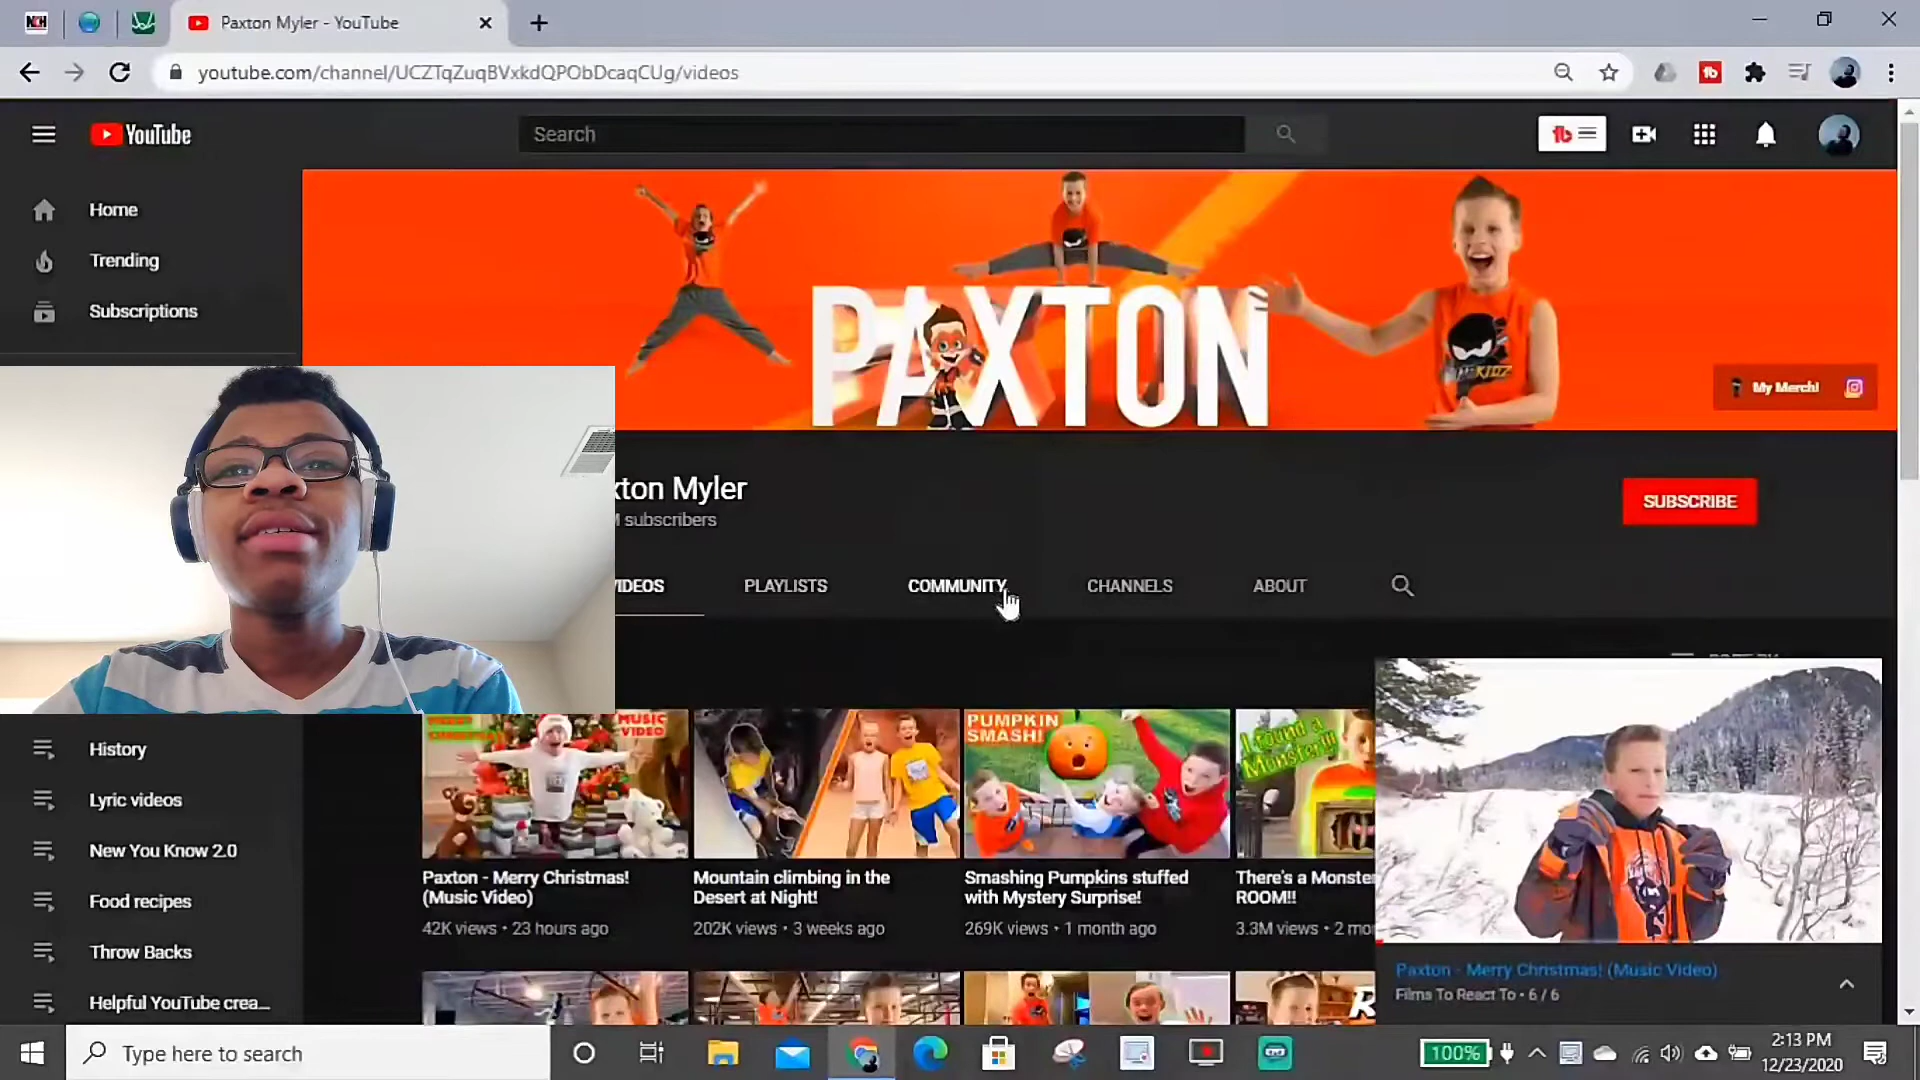 NCH
Paxton Myler - YouTube
youtube.com/channel/UCZTqZuqBVxkdQPObDcaqCUg/videos
YouTube
Search
Home
Trending
Subscriptions
PAXTON
KIDZ
My Merch!
xton Myler
M subscribers
SUBSCRIBE
VIDEOS
PLAYLISTS
COMMUNITY
CHANNELS
ABOUT
MUSIC
VIDEO
PUMPKIN
SMASH!
I found a
Monster!!
Paxton - Merry Christmas!
(Music Video)
42K views • 23 hours ago
Mountain climbing in the
Desert at Night!
202K views • 3 weeks ago
Smashing Pumpkins stuffed
with Mystery Surprise!
269K views • 1 month ago
There's a Monste
ROOM!!
3.3M views • 2 mo
Paxton - Merry Christmas! (Music Video)
Films To React To • 6 / 6
History
Lyric videos
New You Know 2.0
Food recipes
Throw Backs
Helpful YouTube crea...
Type here to search
100%
2:13 PM
12/23/2020